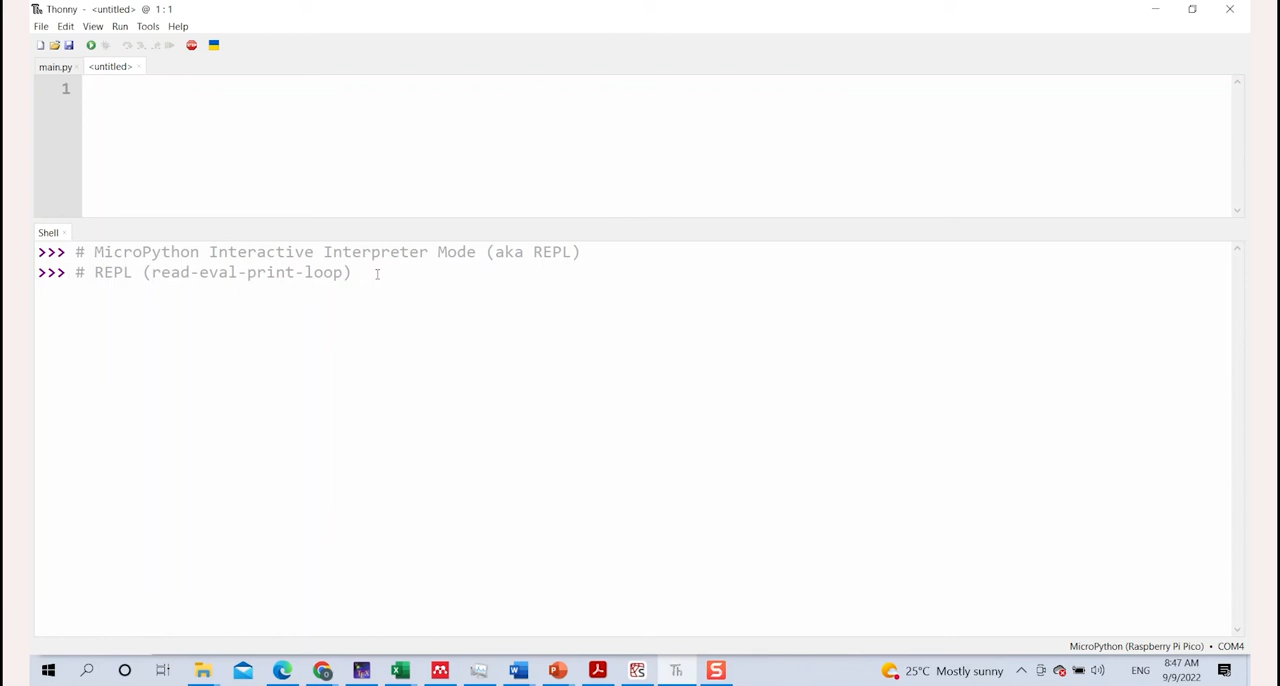 Thonny - <untitled> @ 1:1
File Edit View Run Tools Help
main.py <untitled>
1
Shell
>>> # MicroPython Interactive Interpreter Mode (aka REPL)
>>> # REPL (read-eval-print-loop)
MicroPython (Raspberry Pi Pico) • COM4
25°C Mostly sunny ENG 8:47 AM
9/9/2022